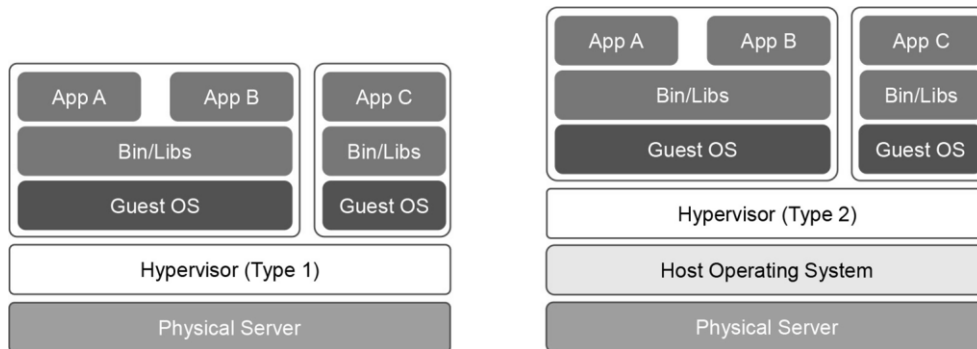 App A
App B
App C
Bin/Libs
Bin/Libs
Guest OS
Guest OS
Hypervisor (Type 1)
Physical Server
App A
App B
App C
Bin/Libs
Bin/Libs
Guest OS
Guest OS
Hypervisor (Type 2)
Host Operating System
Physical Server